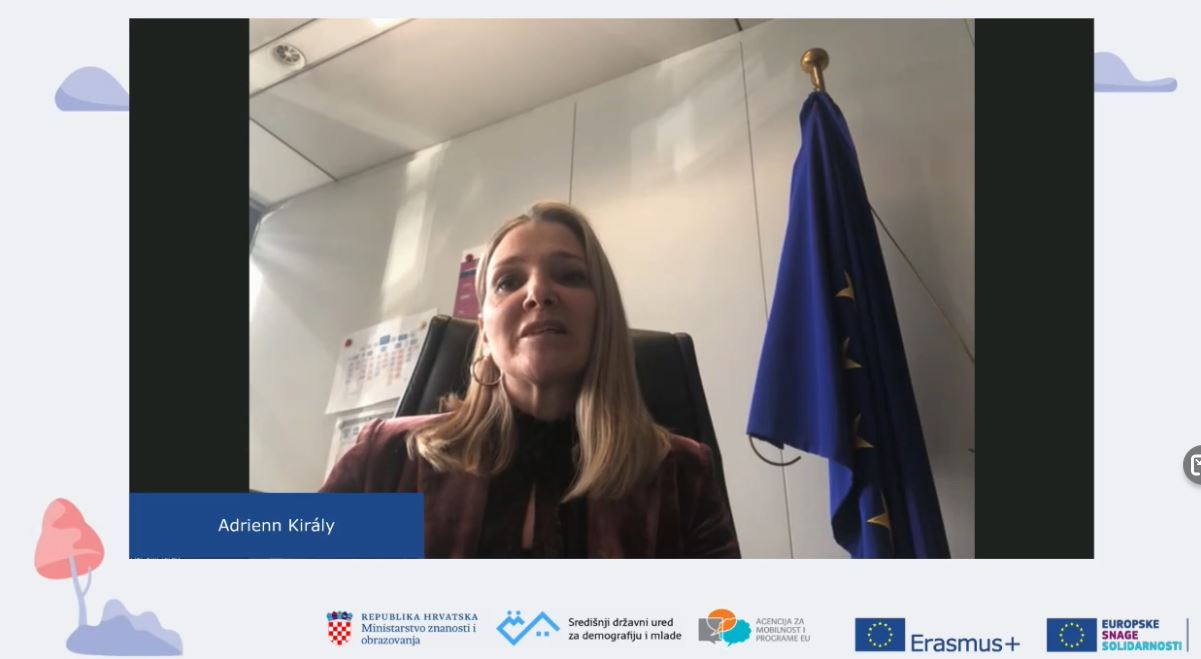 Adrienn Király
REPUBLIKA HRVATSKA
Ministarstvo znanosti i
obrazovanja
Središnji državni ured
za demografiju i mlade
AGENCIJA ZA
MOBILNOST I
PROGRAME EU
Erasmus+
EUROPSKE
SNAGE
SOLIDARNOSTI